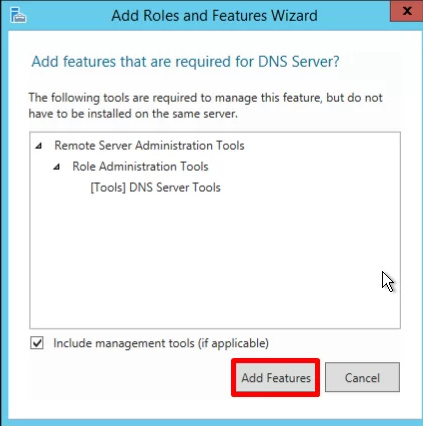 Add Roles and Features Wizard
x
Add features that are required for DNS Server?
The following tools are required to manage this feature, but do not
have to be installed on the same server.
Remote Server Administration Tools
Role Administration Tools
[Tools] DNS Server Tools
Include management tools (if applicable)
Add Features
Cancel